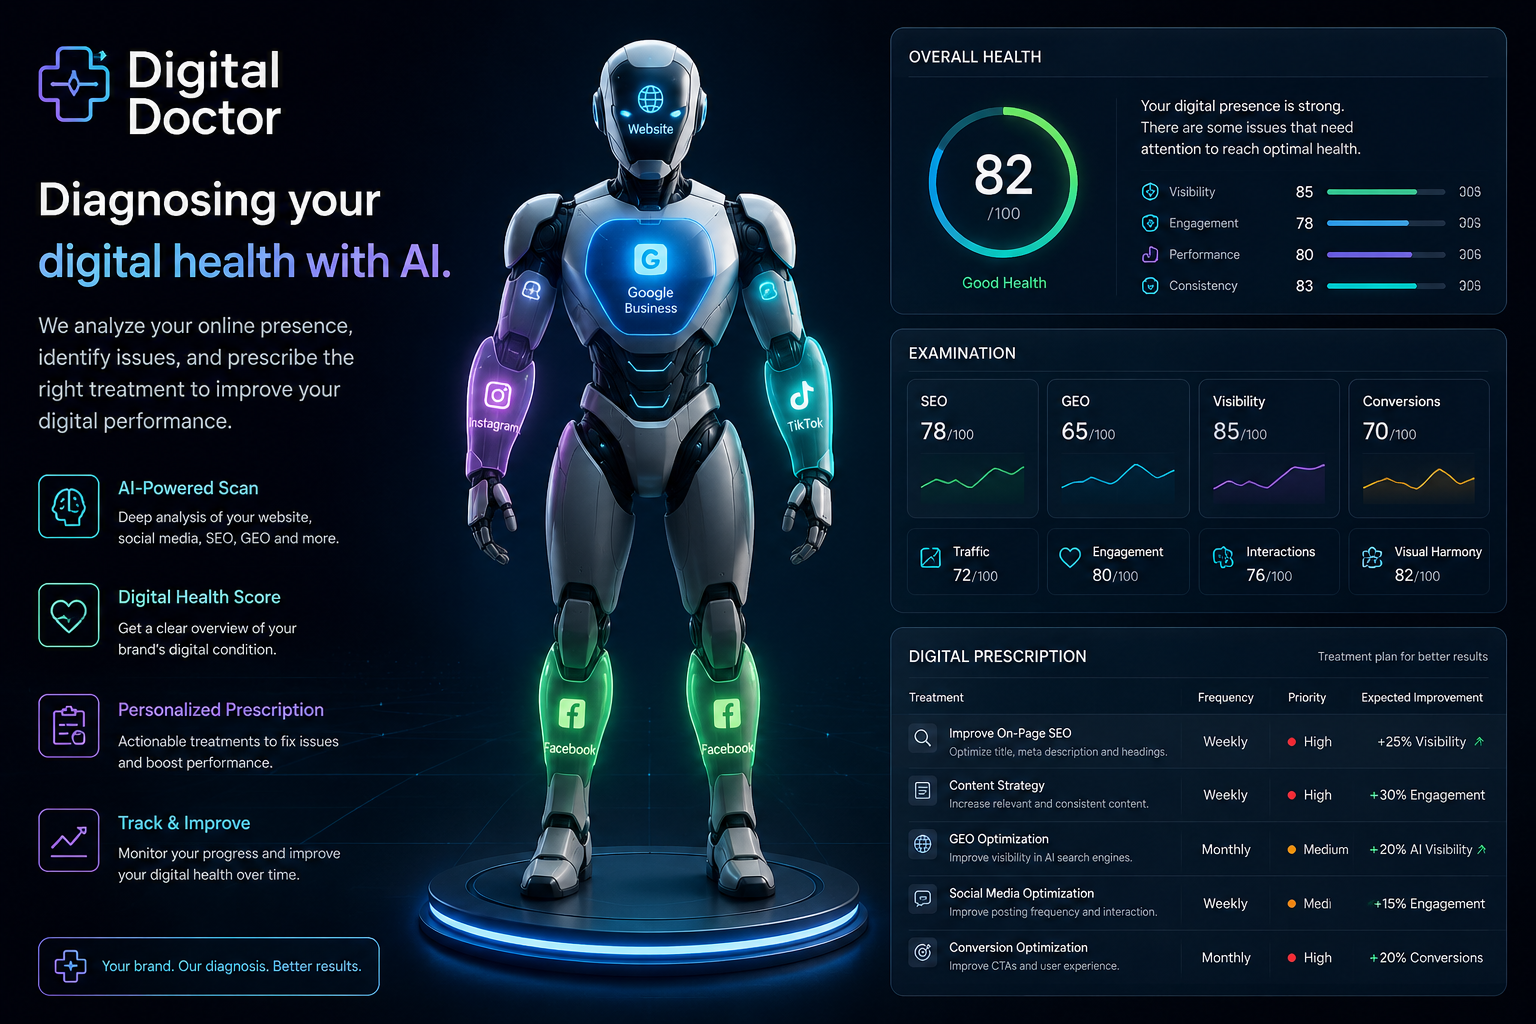 Digital
Doctor
Diagnosing your
digital health with AI.
We analyze your online presence,
identify issues, and prescribe the
right treatment to improve your
digital performance.
AI-Powered Scan
Deep analysis of your website,
social media, SEO, GEO and more.
Digital Health Score
Get a clear overview of your
brand's digital condition.
Personalized Prescription
Actionable treatments to fix issues
and boost performance.
Track & Improve
Monitor your progress and improve
your digital health over time.
Your brand. Our diagnosis. Better results.
Website
G
Google
Business
Instagram
TikTok
Facebook
Facebook
OVERALL HEALTH
82
/100
Good Health
Your digital presence is strong.
There are some issues that need
attention to reach optimal health.
Visibility 85
Engagement 78
Performance 80
Consistency 83
EXAMINATION
SEO
78/100
GEO
65/100
Visibility
85/100
Conversions
70/100
Traffic
72/100
Engagement
80/100
Interactions
76/100
Visual Harmony
82/100
DIGITAL PRESCRIPTION
Treatment plan for better results
Treatment Frequency Priority Expected Improvement
Improve On-Page SEO
Optimize title, meta description and headings.
Weekly High +25% Visibility
Content Strategy
Increase relevant and consistent content.
Weekly High +30% Engagement
GEO Optimization
Improve visibility in AI search engines.
Monthly Medium +20% AI Visibility
Social Media Optimization
Improve posting frequency and interaction.
Weekly Medi +15% Engagement
Conversion Optimization
Improve CTAs and user experience.
Monthly High +20% Conversions